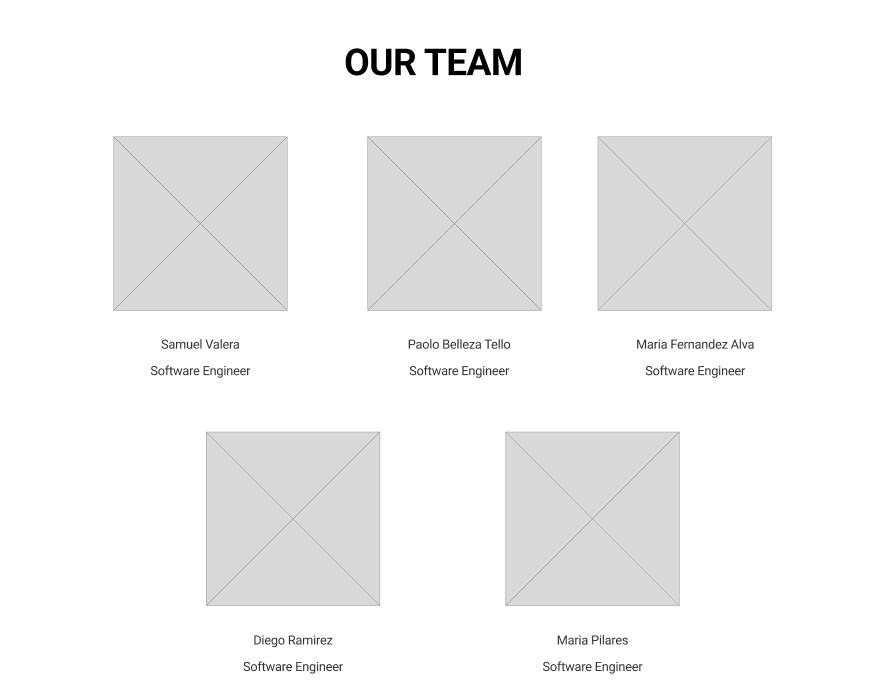 OUR TEAM
Samuel Valera
Paolo Belleza Tello
Maria Fernandez Alva
Software Engineer
Software Engineer
Software Engineer
Diego Ramirez
Maria Pilares
Software Engineer
Software Engineer